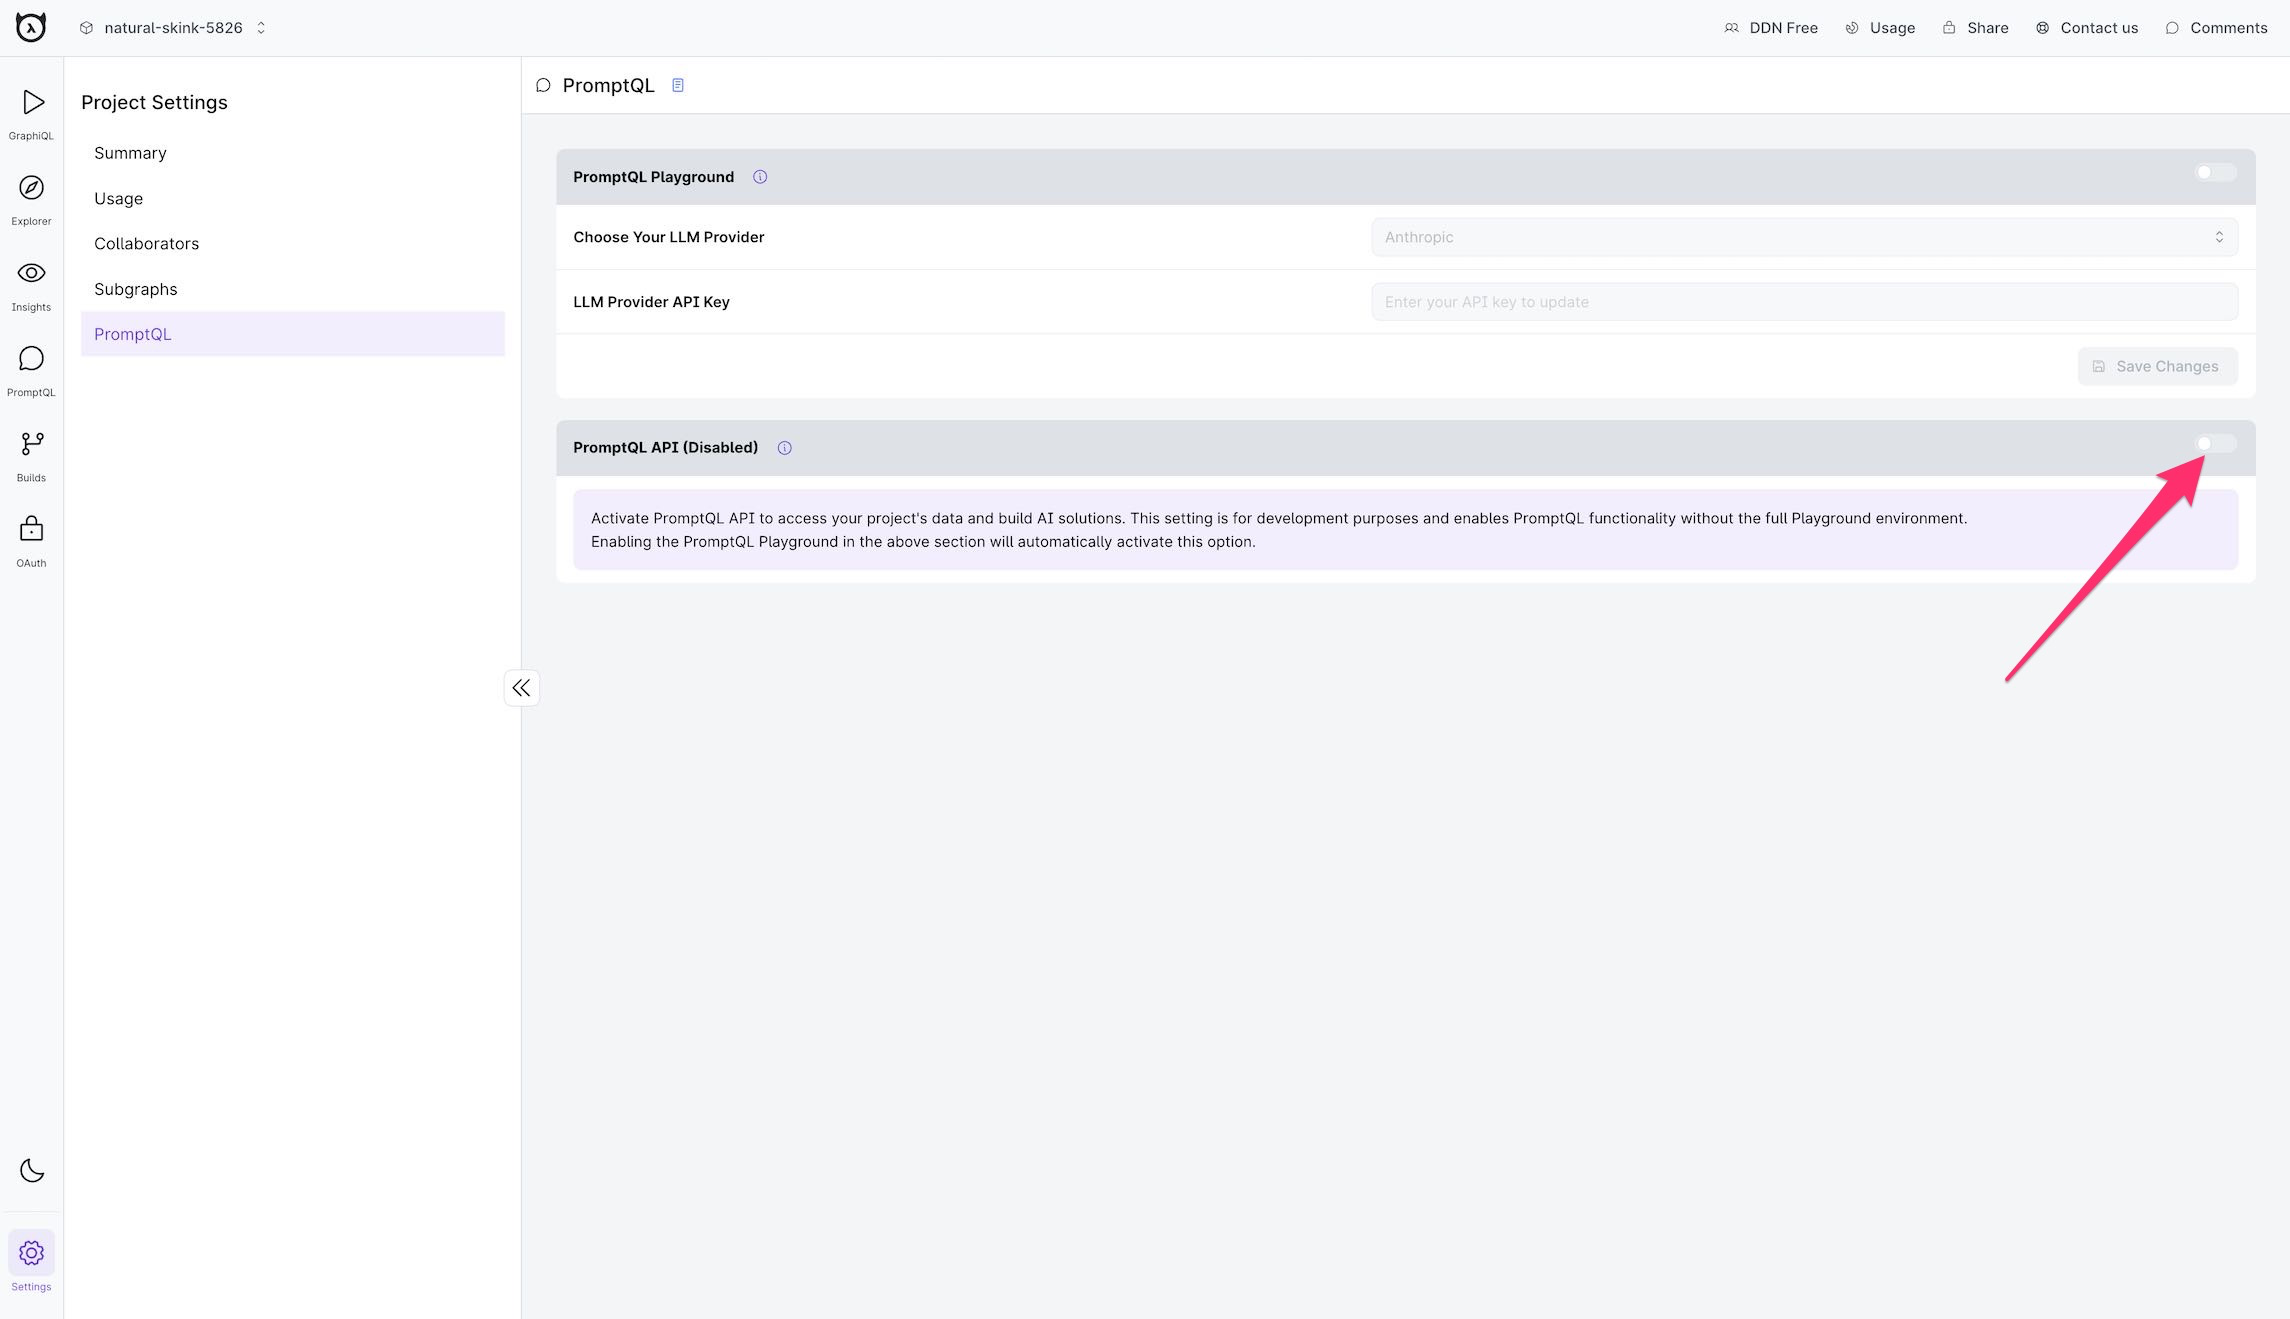 natural-skink-5826
DDN Free
Usage
Share
Contact us
Comments
GraphiQL
Explorer
Insights
PromptQL
Builds
OAuth
Settings
Project Settings
Summary
Usage
Collaborators
Subgraphs
PromptQL
PromptQL
PromptQL Playground
Choose Your LLM Provider
Anthropic
LLM Provider API Key
Enter your API key to update
Save Changes
PromptQL API (Disabled)
Activate PromptQL API to access your project's data and build AI solutions. This setting is for development purposes and enables PromptQL functionality without the full Playground environment.
Enabling the PromptQL Playground in the above section will automatically activate this option.